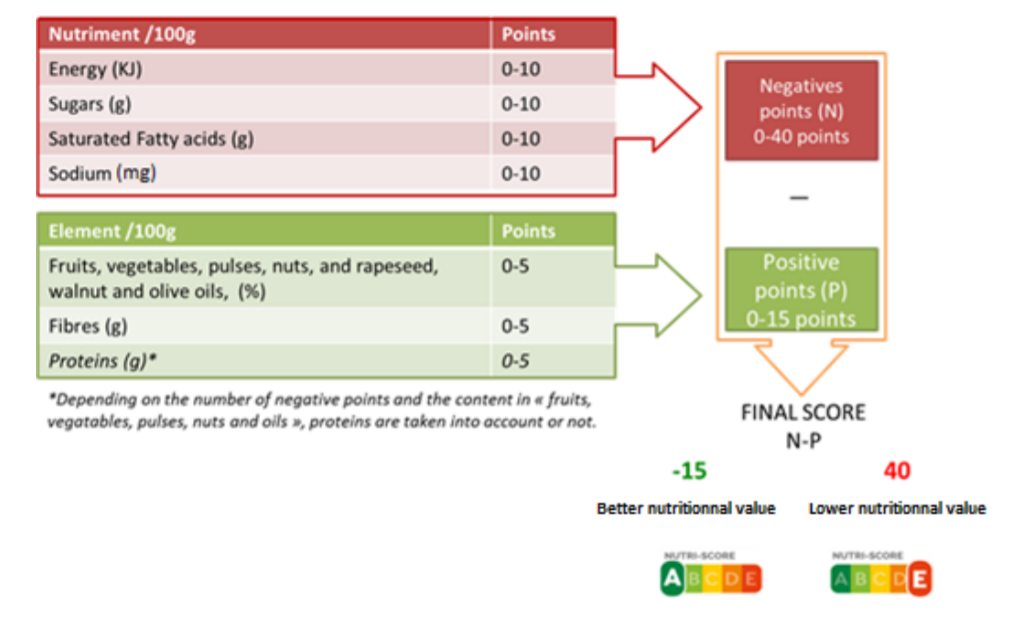 Nutriment /100g Points
Energy (KJ) 0-10
Sugars (g) 0-10
Saturated Fatty acids (g) 0-10
Sodium (mg) 0-10
Negatives
points (N)
0-40 points
—
Element /100g Points
Fruits, vegetables, pulses, nuts, and rapeseed, 0-5
walnut and olive oils, (%)
Fibres (g) 0-5
Proteins (g)* 0-5
Positive
points (P)
0-15 points
*Depending on the number of negative points and the content in « fruits,
vegatables, pulses, nuts and oils », proteins are taken into account or not.
FINAL SCORE
N-P
-15 40
Better nutritionnal value Lower nutritionnal value
NUTRI-SCORE NUTRI-SCORE
A B C D E A B C D E